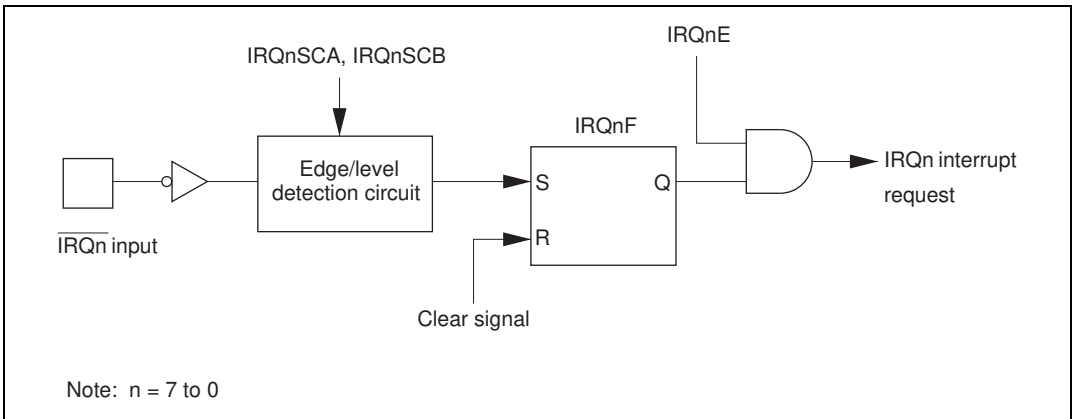 IRQnE
IRQnSCA, IRQnSCB
IRQnF
Edge/level
detection circuit
S
Q
R
IRQn interrupt
request
IRQn input
Clear signal
Note: n = 7 to 0